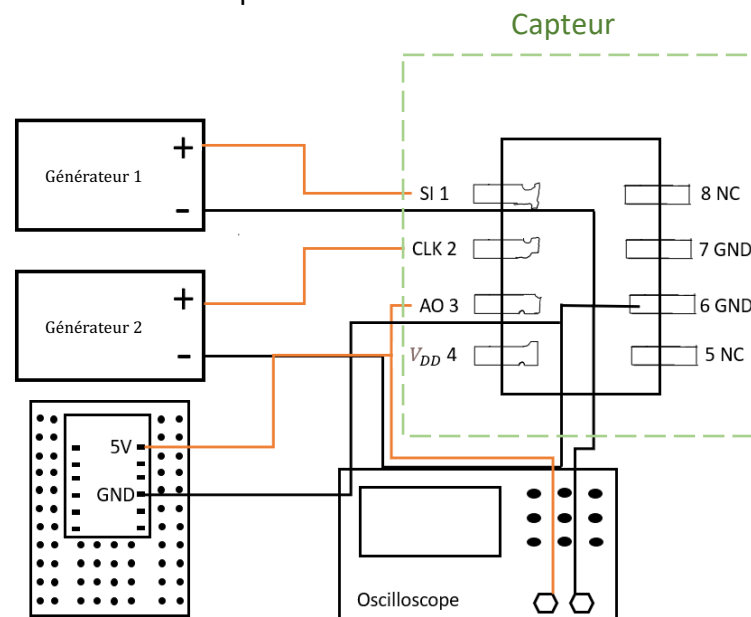 Capteur
Générateur 1
+
-
SI 1
8 NC
CLK 2
7 GND
Générateur 2
+
-
AO 3
6 GND
V_DD 4
5 NC
5V
GND
Oscilloscope